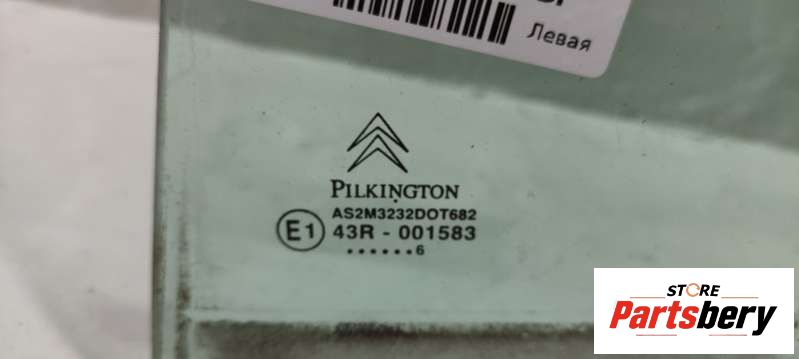 Левая
PILKINGTON
AS2M3232DOT682
E1 43R - 001583
......6
STORE
Partsbery